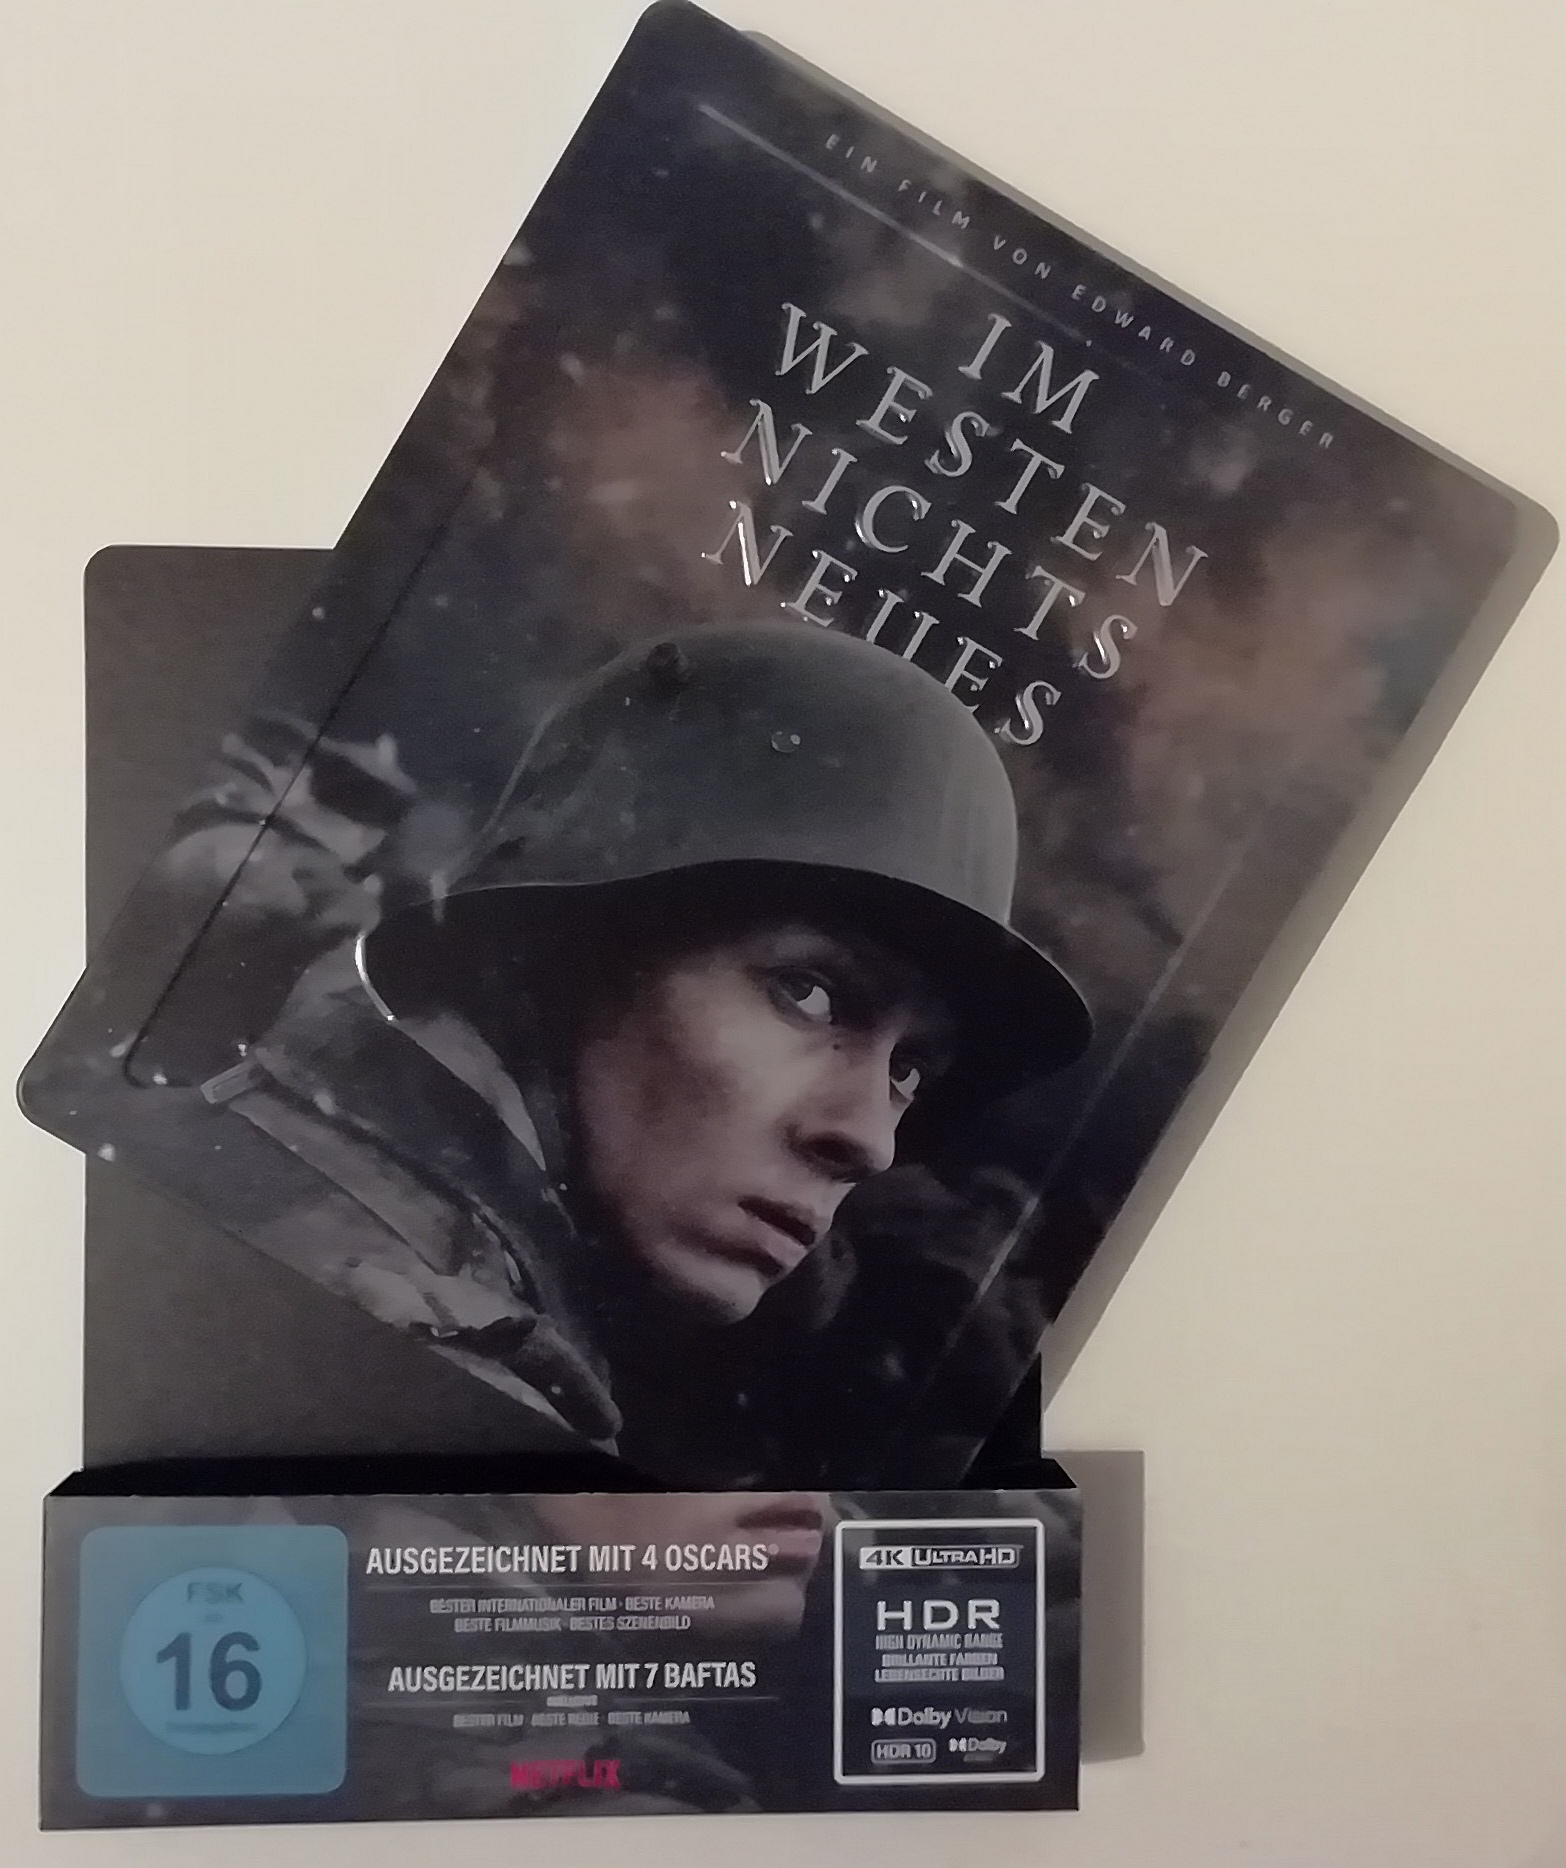 EIN FILM VON EDWARD BERGER
IM
WESTEN
NICHTS
NEUES
FSK
16
AUSGEZEICHNET MIT 4 OSCARS®
BESTER INTERNATIONALER FILM · BESTE KAMERA
BESTE FILMMUSIK · BESTES SZENENBILD
AUSGEZEICHNET MIT 7 BAFTAS
BESTER FILM · BESTE REGIE · BESTE KAMERA
NETFLIX
4K ULTRA HD
HDR
HIGH DYNAMIC RANGE
BRILLANTE FARBEN
LEBENSECHTE BILDER
Dolby Vision
HDR 10 Dolby